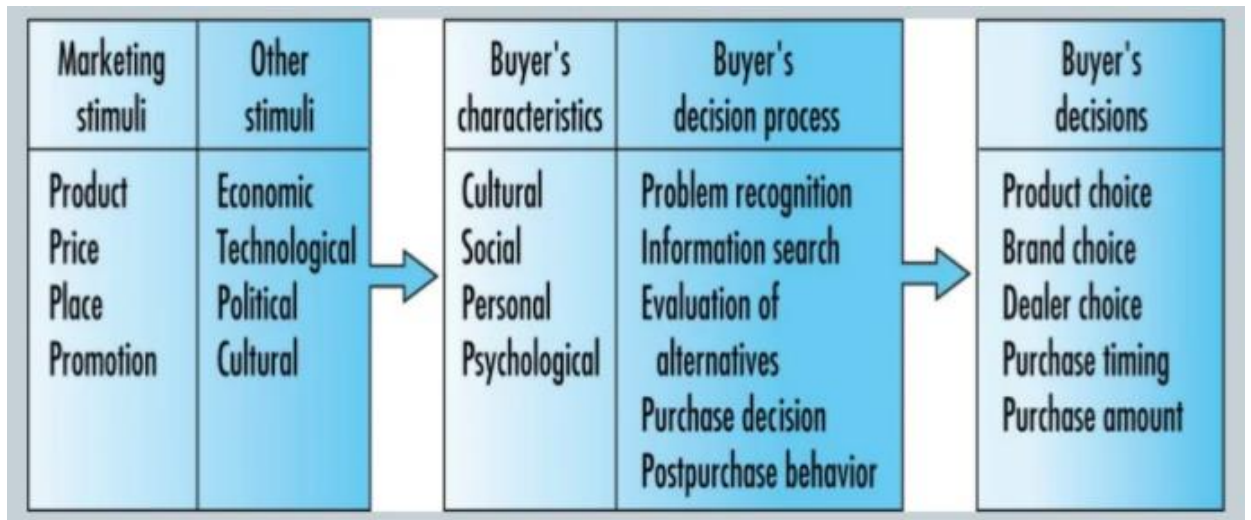 Marketing
stimuli
Product
Price
Place
Promotion
Other
stimuli
Economic
Technological
Political
Cultural
Buyer's
characteristics
Cultural
Social
Personal
Psychological
Buyer's
decision process
Problem recognition
Information search
Evaluation of
alternatives
Purchase decision
Postpurchase behavior
Buyer's
decisions
Product choice
Brand choice
Dealer choice
Purchase timing
Purchase amount